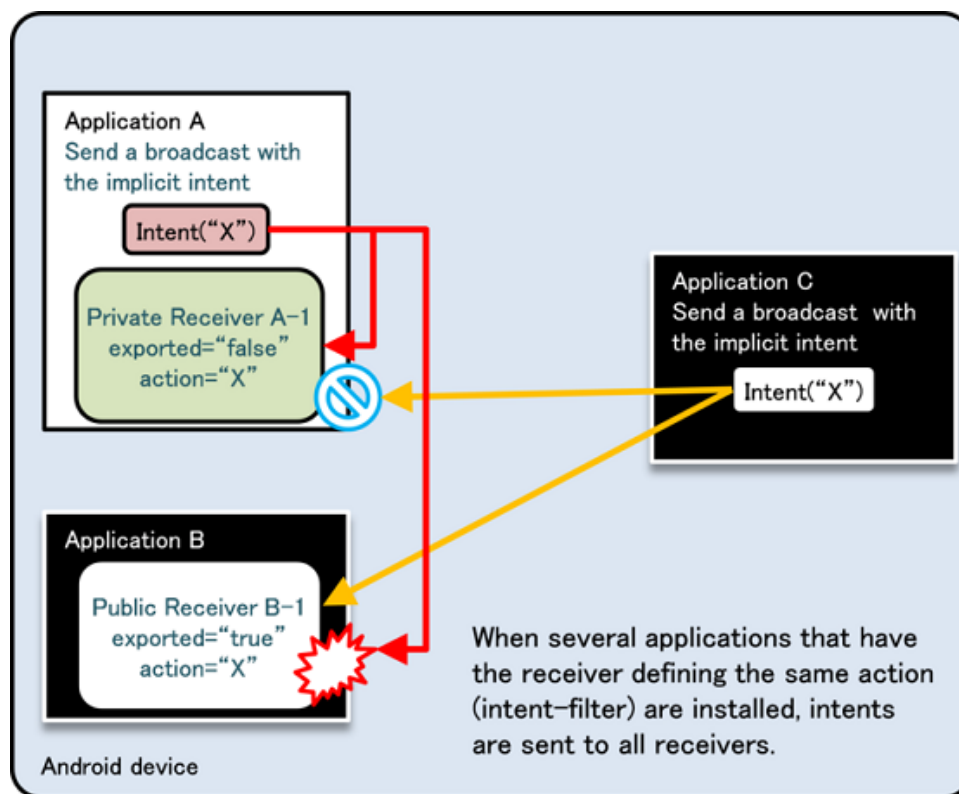 Application A
Send a broadcast with
the implicit intent
Intent(“X”)
Private Receiver A-1
exported=“false”
action=“X”
Application C
Send a broadcast with
the implicit intent
Intent(“X”)
Application B
Public Receiver B-1
exported=“true”
action=“X”
When several applications that have
the receiver defining the same action
(intent-filter) are installed, intents
are sent to all receivers.
Android device